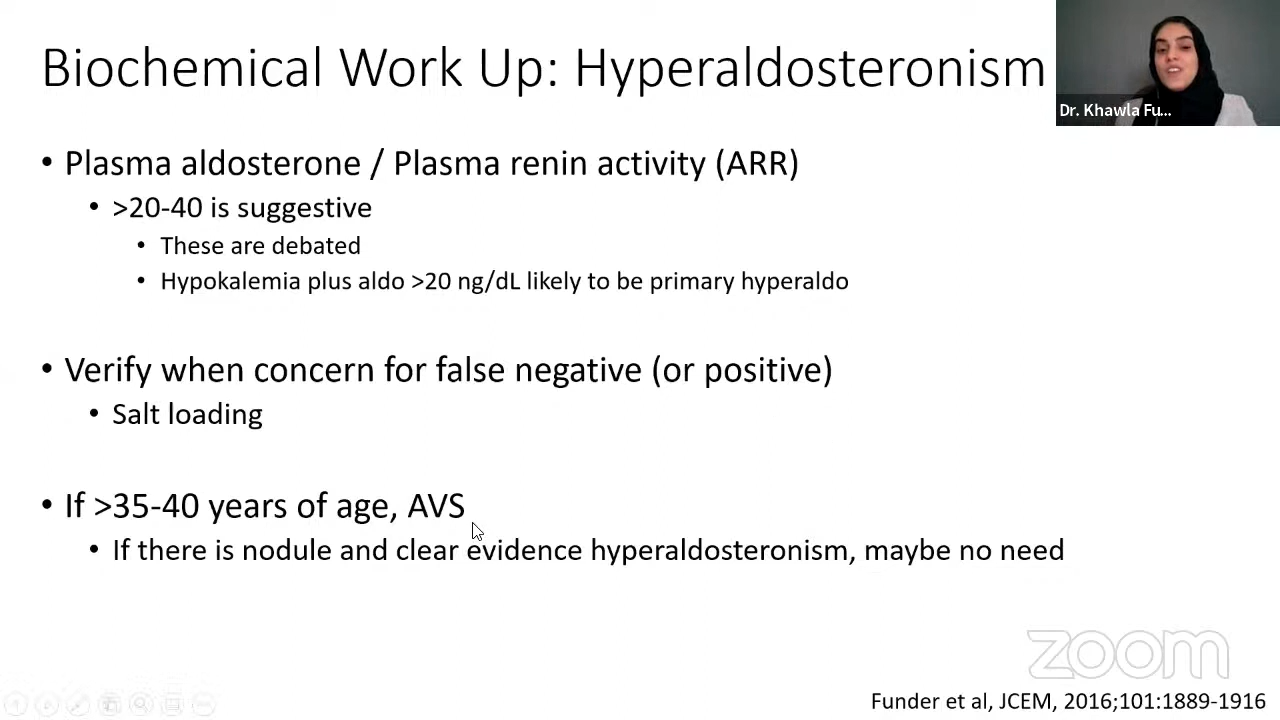 Biochemical Work Up: Hyperaldosteronism
Dr. Khawla Fu...
• Plasma aldosterone / Plasma renin activity (ARR)
• >20-40 is suggestive
• These are debated
• Hypokalemia plus aldo >20 ng/dL likely to be primary hyperaldo
• Verify when concern for false negative (or positive)
• Salt loading
• If >35-40 years of age, AVS
• If there is nodule and clear evidence hyperaldosteronism, maybe no need
zoom
Funder et al, JCEM, 2016;101:1889-1916